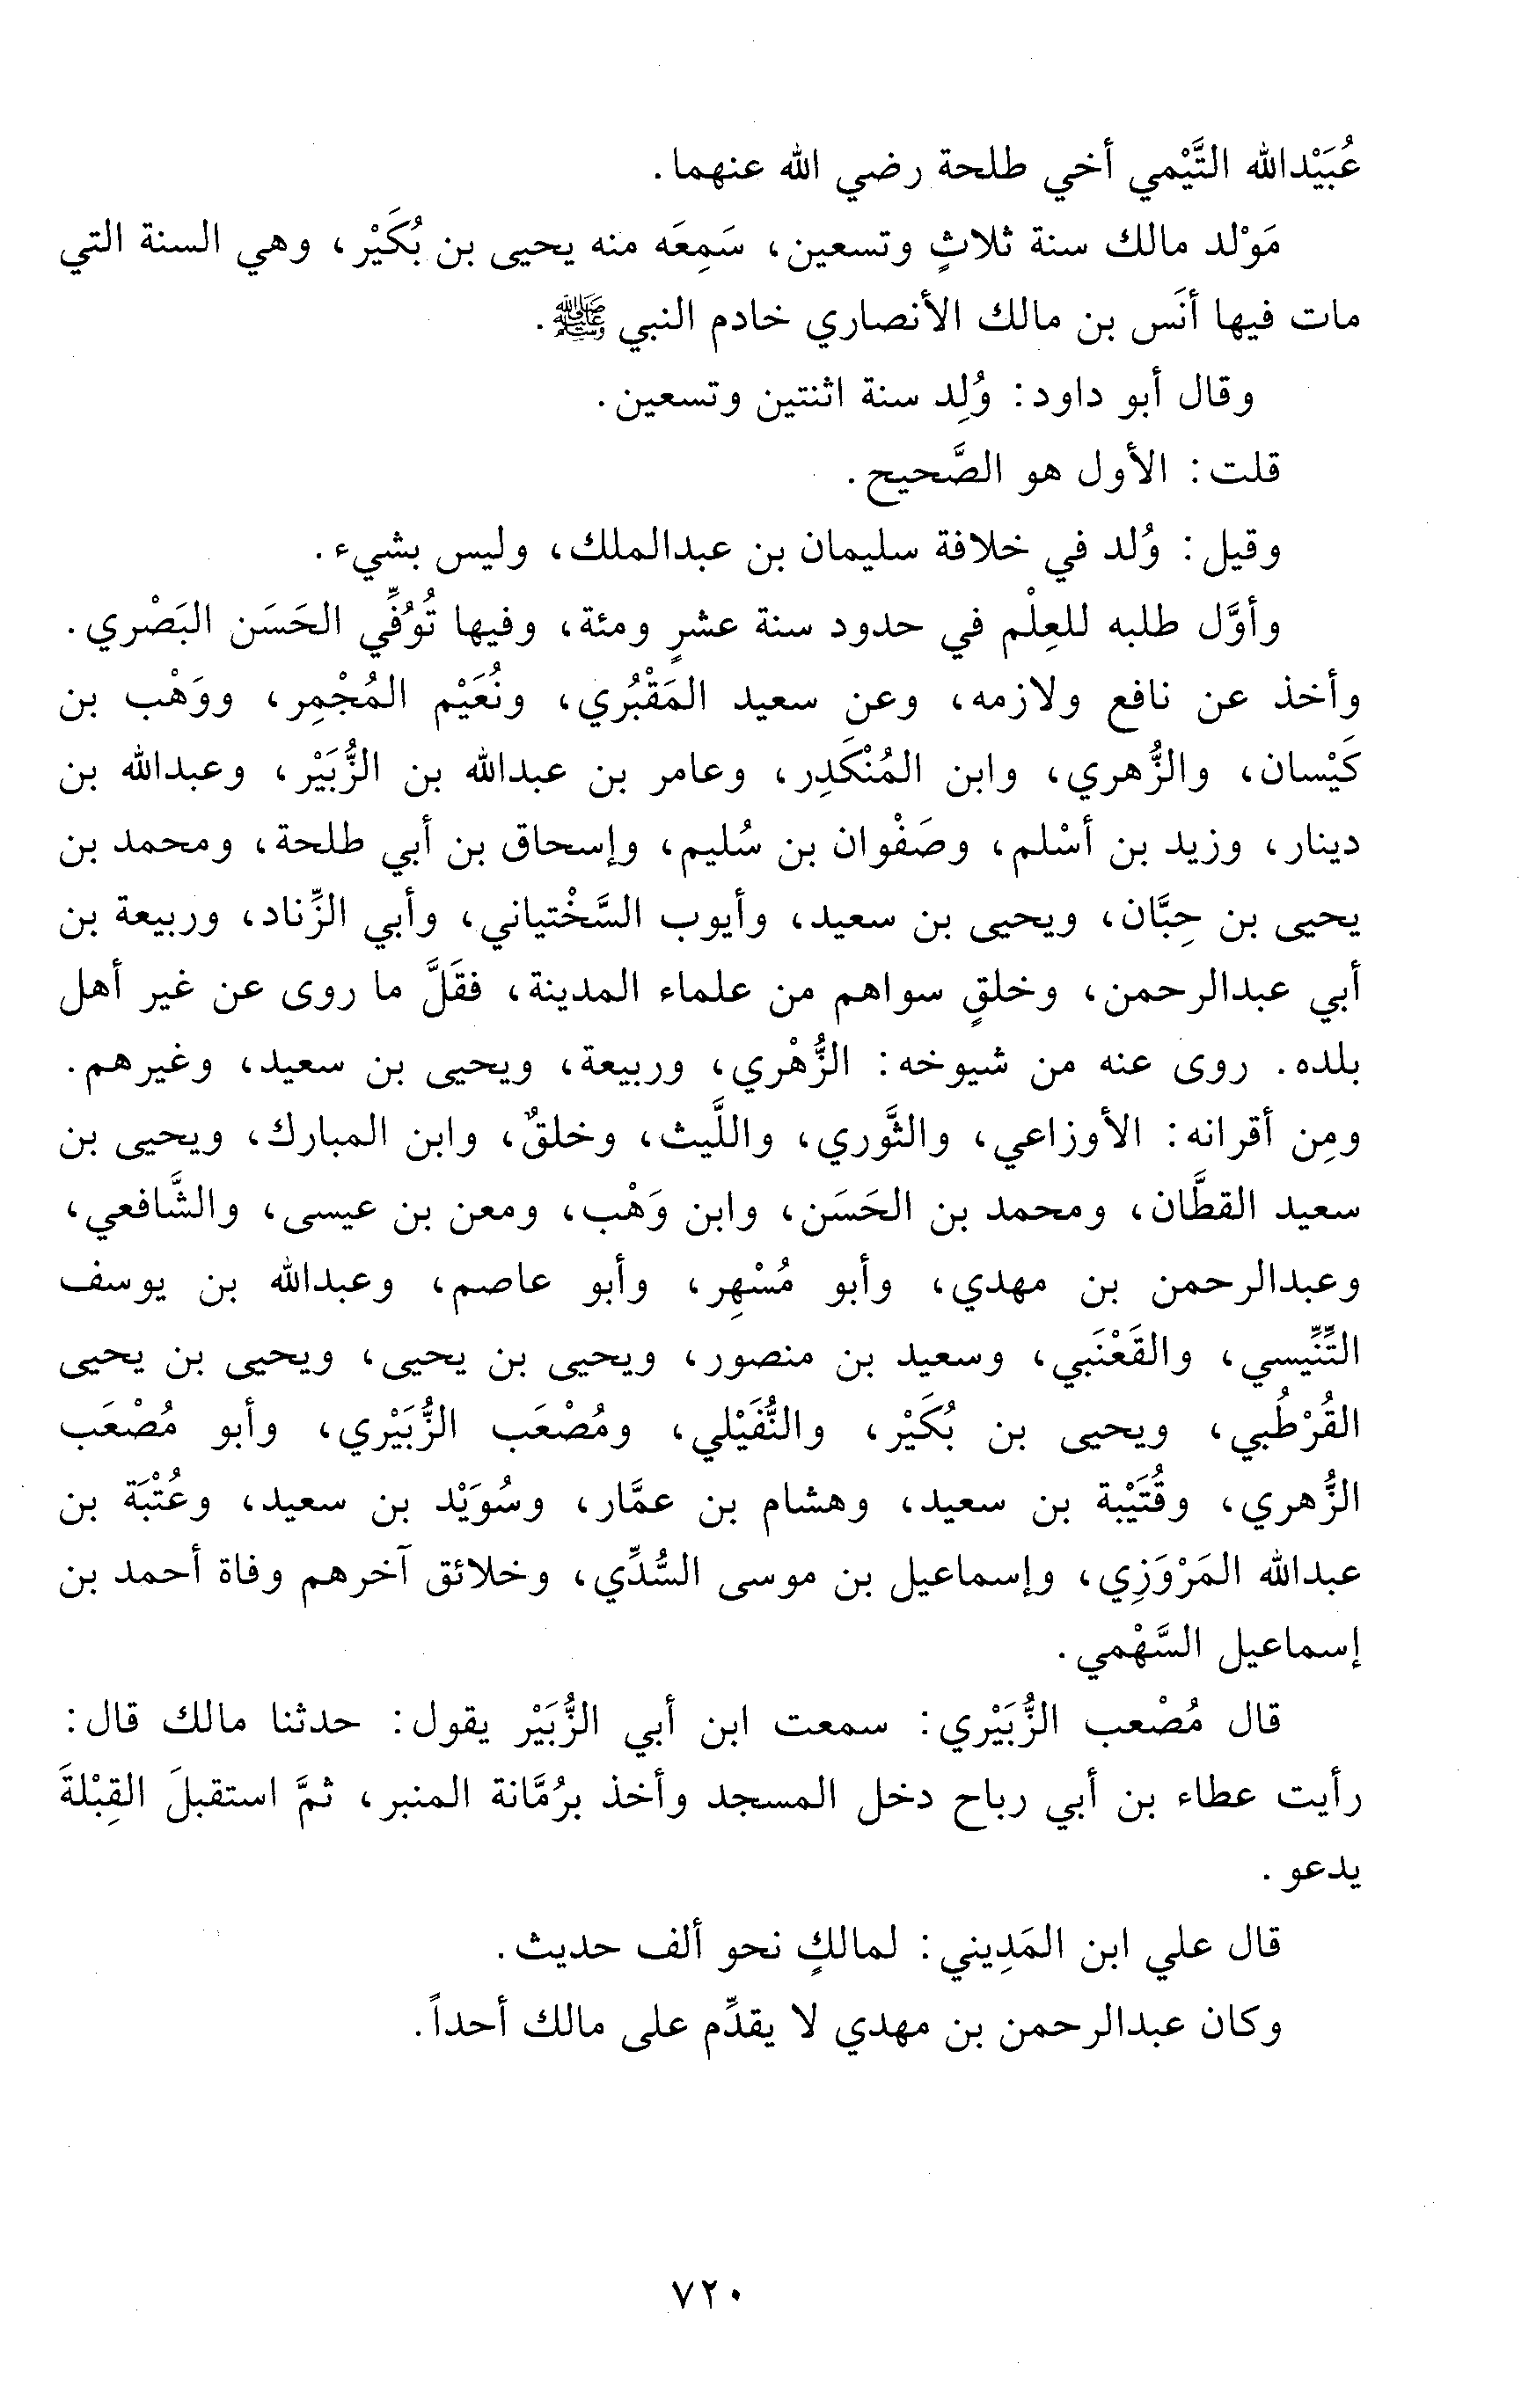 عُبَيْدالله التَّيْمي أخي طلحة رضي الله عنهما.
مَوْلد مالك سنة ثلاثٍ وتسعين، سَمِعَه منه يحيى بن بُكَيْر، وهي السنة التي
مات فيها أنَس بن مالك الأنصاري خادم النبي ﷺ.
وقال أبو داود: وُلِد سنة اثنتين وتسعين.
قلت: الأول هو الصَّحيح.
وقيل: وُلد في خلافة سليمان بن عبدالملك، وليس بشيء.
وأوَّل طلبه للعِلْم في حدود سنة عشرٍ ومئة، وفيها تُوُفِّي الحَسَن البَصْري.
وأخذ عن نافع ولازمه، وعن سعيد المَقْبُري، ونُعَيْم المُجْمِر، ووَهْب بن
كَيْسان، والزُّهري، وابن المُنْكَدِر، وعامر بن عبدالله بن الزُّبَيْر، وعبدالله بن
دينار، وزيد بن أسْلم، وصَفْوان بن سُليم، وإسحاق بن أبي طلحة، ومحمد بن
يحيى بن حِبَّان، ويحيى بن سعيد، وأيوب السَّخْتياني، وأبي الزِّناد، وربيعة بن
أبي عبدالرحمن، وخلقٍ سواهم من علماء المدينة، فقَلَّ ما روى عن غير أهل
بلده. روى عنه من شيوخه: الزُّهْري، وربيعة، ويحيى بن سعيد، وغيرهم.
ومِن أقرانه: الأوزاعي، والثَّوري، واللَّيث، وخلقٌ، وابن المبارك، ويحيى بن
سعيد القطَّان، ومحمد بن الحَسَن، وابن وَهْب، ومعن بن عيسى، والشَّافعي،
وعبدالرحمن بن مهدي، وأبو مُسْهِر، وأبو عاصم، وعبدالله بن يوسف
التِّنِّيسي، والقَعْنَبي، وسعيد بن منصور، ويحيى بن يحيى، ويحيى بن يحيى
القُرْطُبي، ويحيى بن بُكَيْر، والنُّفَيْلي، ومُصْعَب الزُّبَيْري، وأبو مُصْعَب
الزُّهري، وقُتَيْبة بن سعيد، وهشام بن عمَّار، وسُوَيْد بن سعيد، وعُتْبَة بن
عبدالله المَرْوَزِي، وإسماعيل بن موسى السُّدِّي، وخلائق آخرهم وفاة أحمد بن
إسماعيل السَّهْمي.
قال مُصْعب الزُّبَيْري: سمعت ابن أبي الزُّبَيْر يقول: حدثنا مالك قال:
رأيت عطاء بن أبي رباح دخل المسجد وأخذ برُمَّانة المنبر، ثمَّ استقبلَ القِبْلةَ
يدعو.
قال علي ابن المَدِيني: لمالكٍ نحو ألف حديث.
وكان عبدالرحمن بن مهدي لا يقدِّم على مالك أحداً.
٧٢٠